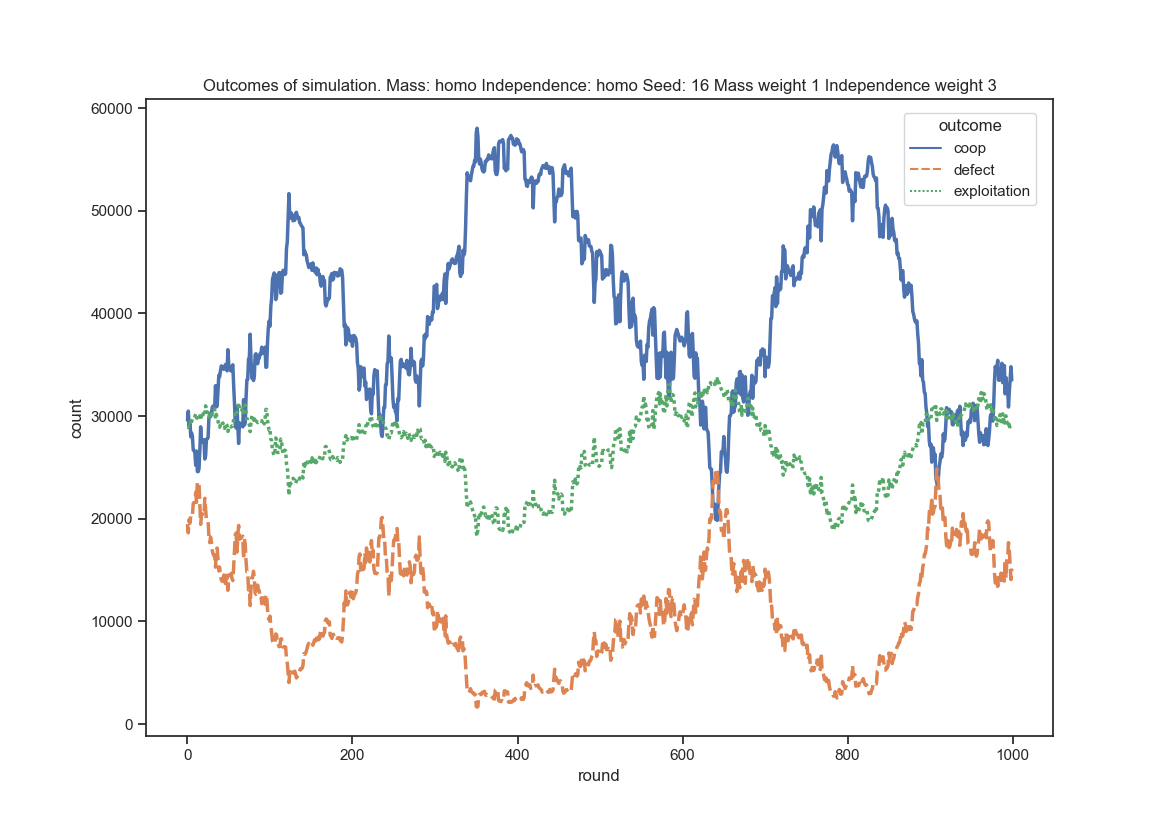 Outcomes of simulation. Mass: homo Independence: homo Seed: 16 Mass weight 1 Independence weight 3
60000
50000
40000
30000
20000
10000
0
count
outcome
coop
defect
exploitation
0
200
400
600
800
1000
round